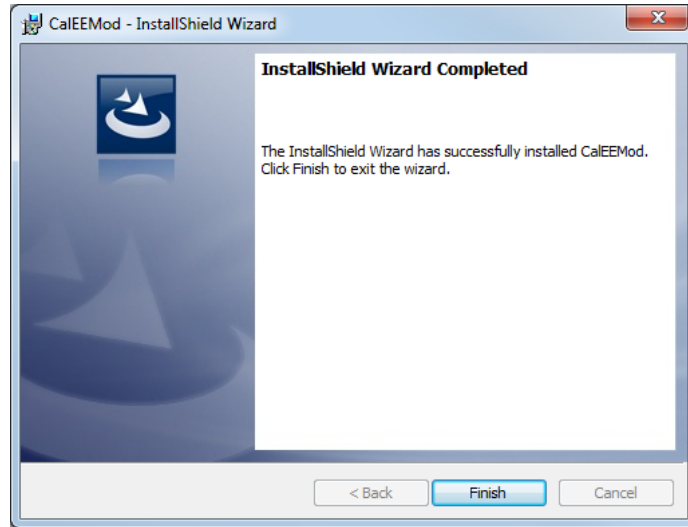 CalEEMod - InstallShield Wizard
InstallShield Wizard Completed
The InstallShield Wizard has successfully installed CalEEMod.
Click Finish to exit the wizard.
< Back
Finish
Cancel